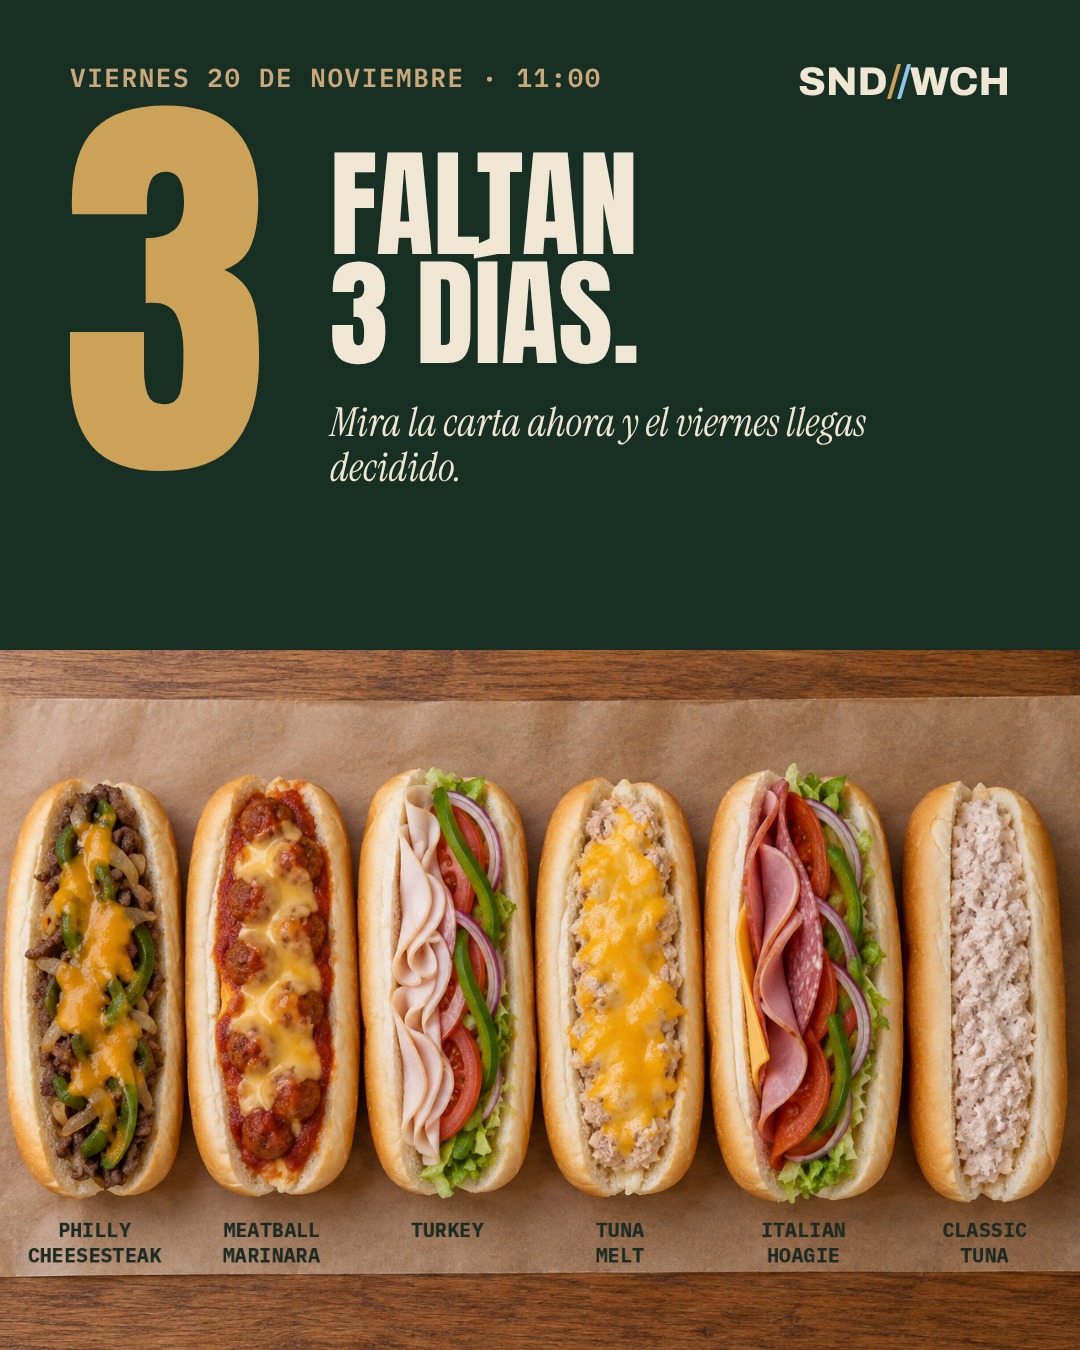 VIERNES 20 DE NOVIEMBRE · 11:00
SND//WCH
3
FALTAN
3 DÍAS.
Mira la carta ahora y el viernes llegas
decidido.
PHILLY
CHEESESTEAK
MEATBALL
MARINARA
TURKEY
TUNA
MELT
ITALIAN
HOAGIE
CLASSIC
TUNA